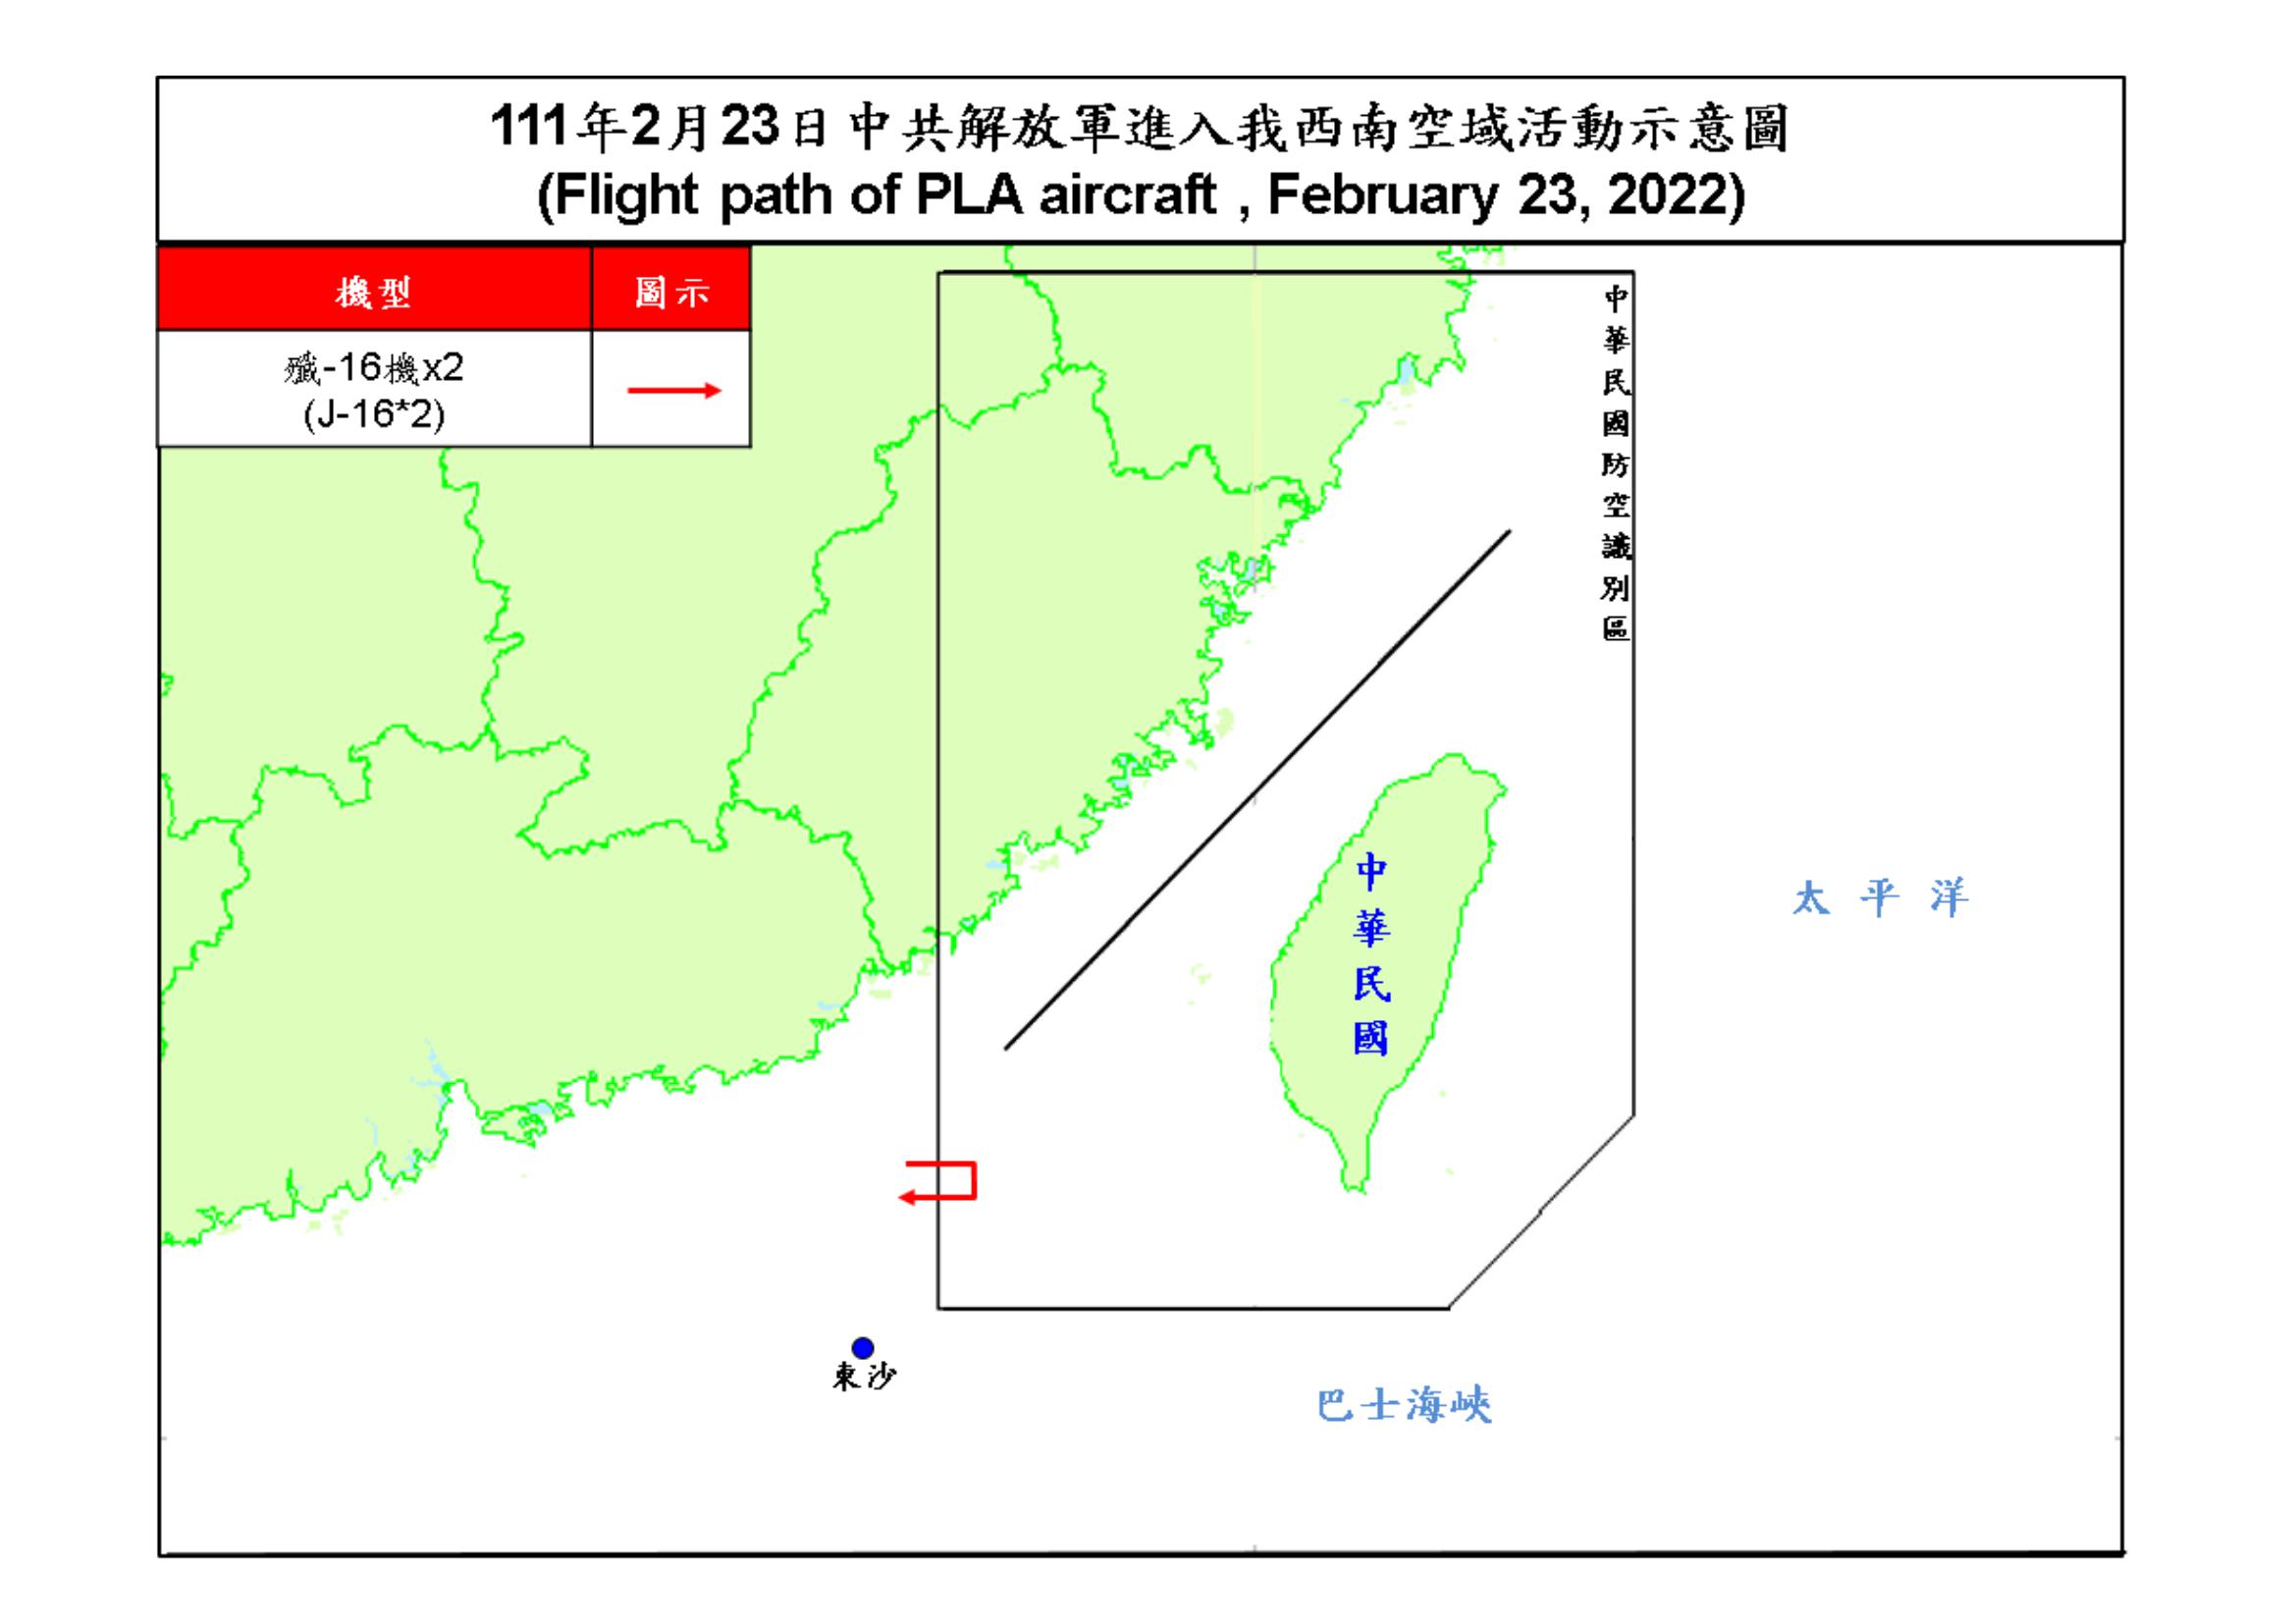 111年2月23日中共解放軍進入我西南空域活動示意圖
(Flight path of PLA aircraft , February 23, 2022)
機型 圖示
殲-16機x2
(J-16*2)
中華民國防空識別區
中華民國
太平洋
東沙
巴士海峽